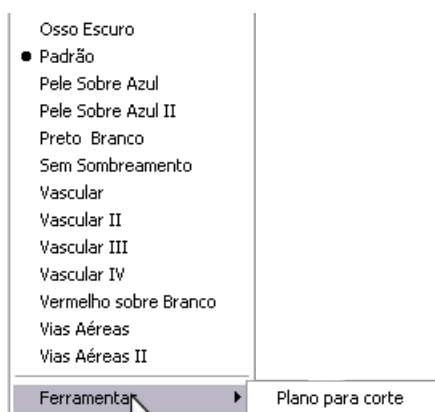 Osso Escuro
Padrão
Pele Sobre Azul
Pele Sobre Azul II
Preto Branco
Sem Sombreamento
Vascular
Vascular II
Vascular III
Vascular IV
Vermelho sobre Branco
Vias Aéreas
Vias Aéreas II
Ferramentas Plano para corte